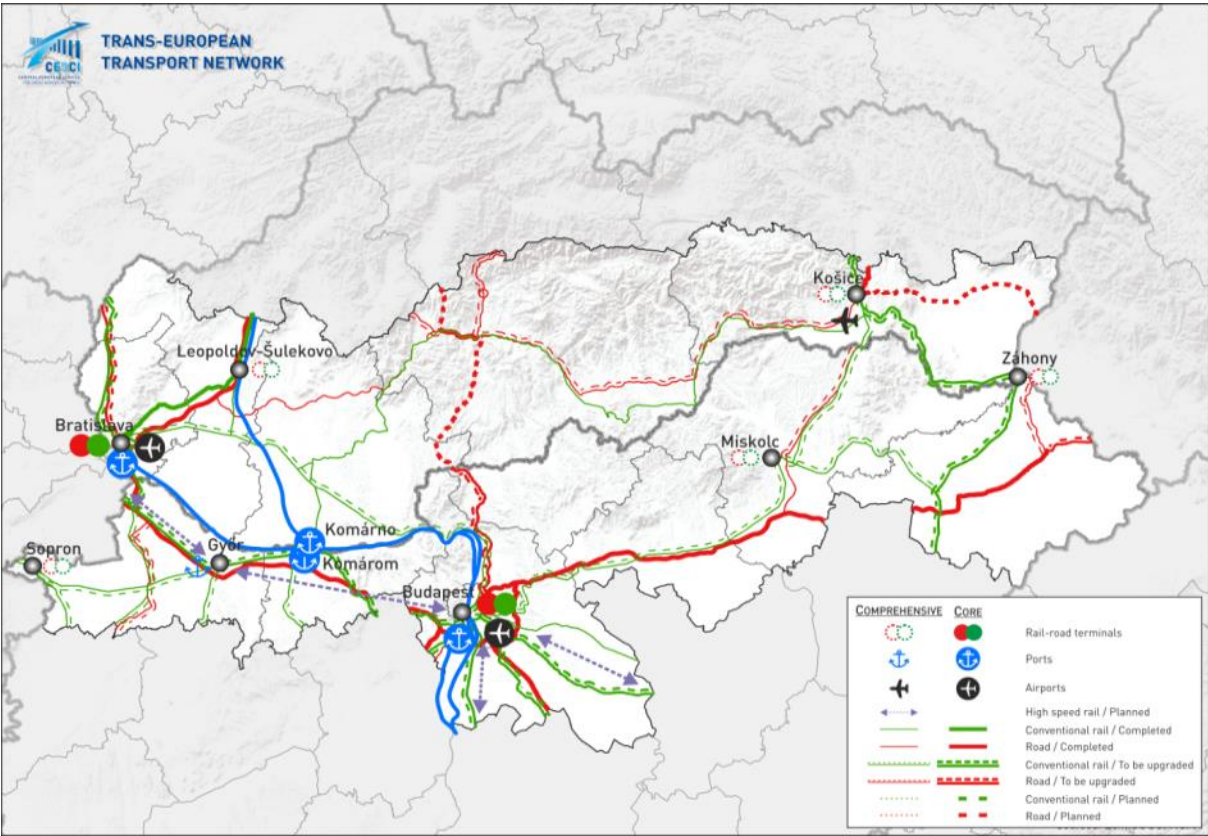 TRANS-EUROPEAN
TRANSPORT NETWORK
CESCI
Košice
Leopoldov-Šulekovo
Záhony
Bratislava
Miskolc
Komárno
Sopron
Győr
Komárom
Budapest
COMPREHENSIVE CORE
Rail-road terminals
Ports
Airports
High speed rail / Planned
Conventional rail / Completed
Road / Completed
Conventional rail / To be upgraded
Road / To be upgraded
Conventional rail / Planned
Road / Planned